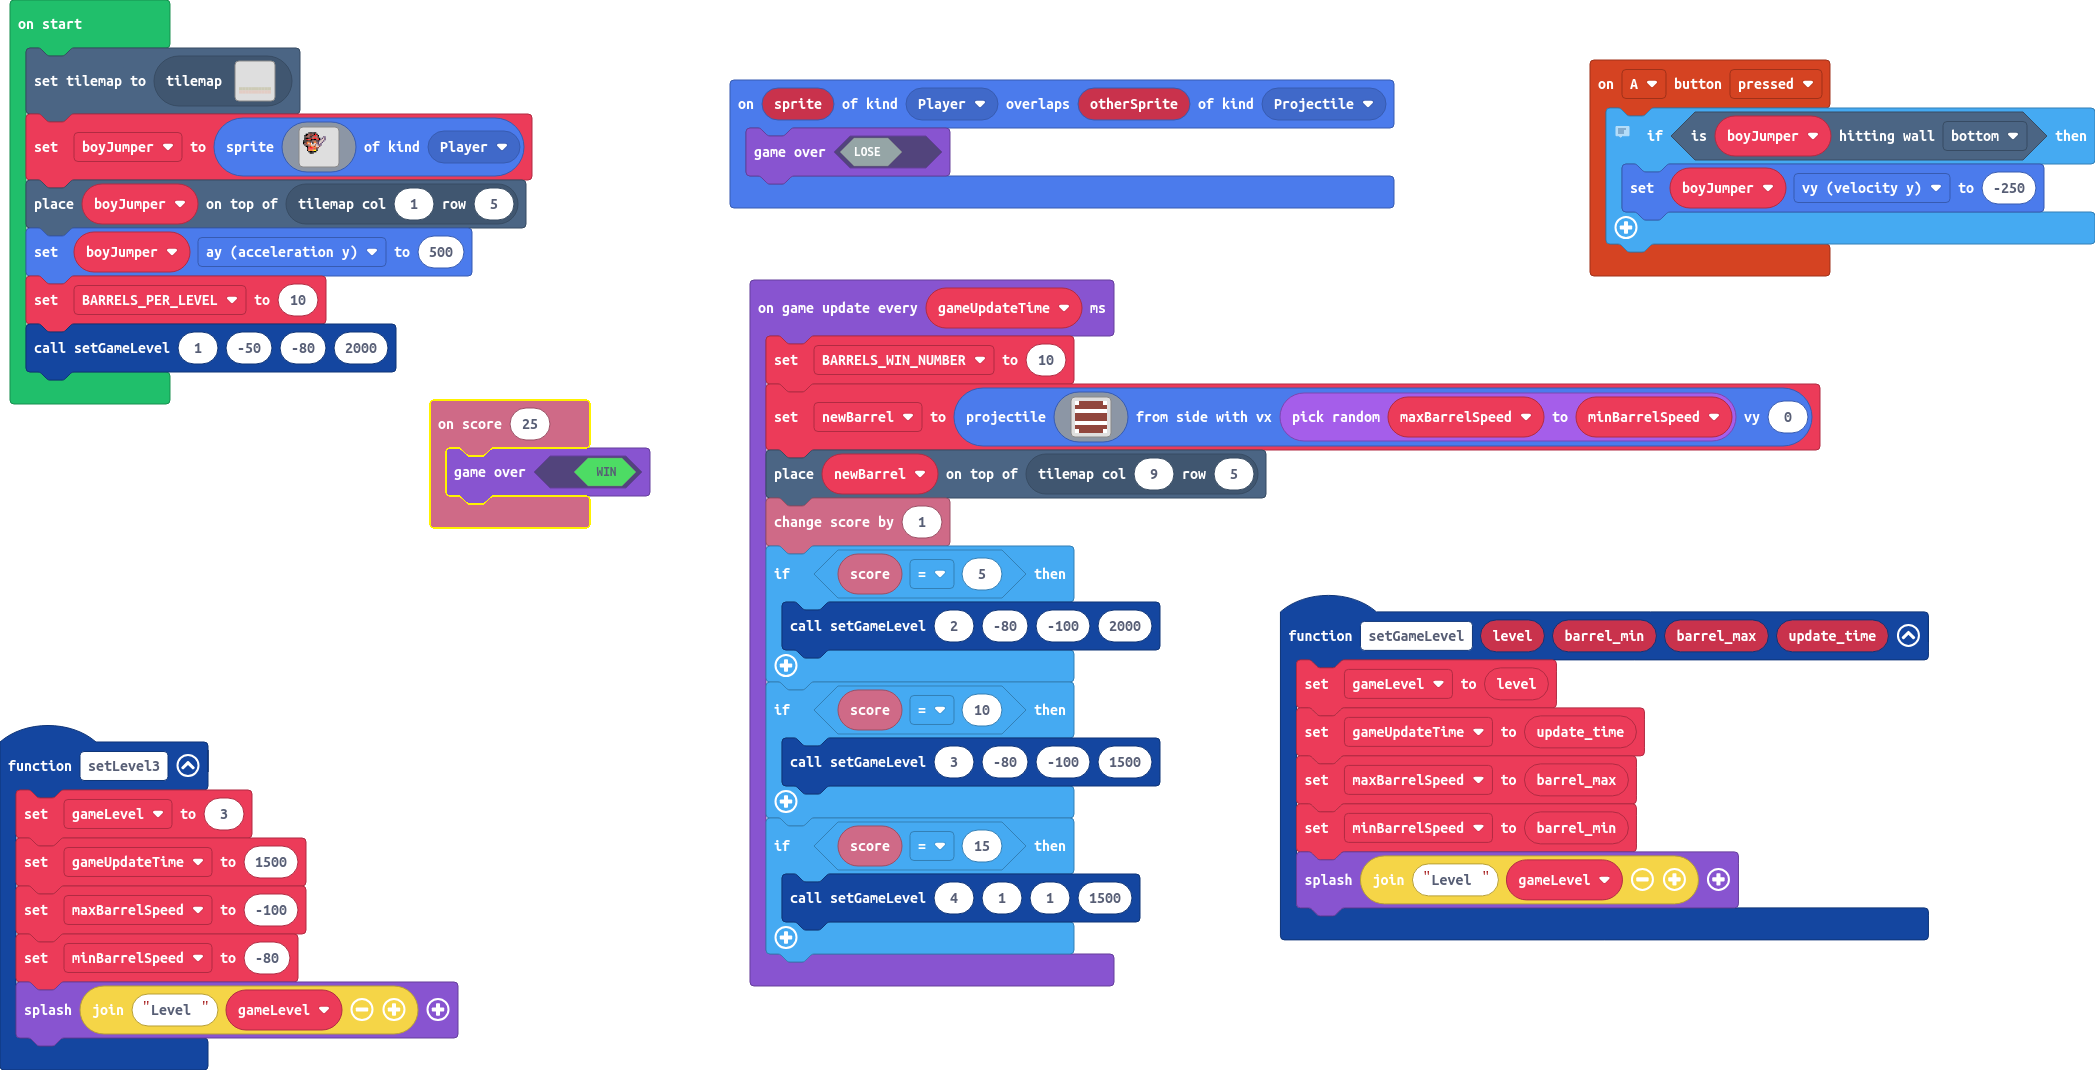 on start
set tilemap to tilemap
set boyJumper to sprite of kind Player
place boyJumper on top of tilemap col 1 row 5
set boyJumper ay (acceleration y) to 500
set BARRELS_PER_LEVEL to 10
call setGameLevel 1 -50 -80 2000
on score 25
game over WIN
function setLevel3
set gameLevel to 3
set gameUpdateTime to 1500
set maxBarrelSpeed to -100
set minBarrelSpeed to -80
splash join "Level " gameLevel
on sprite of kind Player overlaps otherSprite of kind Projectile
game over LOSE
on game update every gameUpdateTime ms
set BARRELS_WIN_NUMBER to 10
set newBarrel to projectile from side with vx pick random maxBarrelSpeed to minBarrelSpeed vy 0
place newBarrel on top of tilemap col 9 row 5
change score by 1
if score = 5 then
call setGameLevel 2 -80 -100 2000
if score = 10 then
call setGameLevel 3 -80 -100 1500
if score = 15 then
call setGameLevel 4 1 1 1500
on A button pressed
if is boyJumper hitting wall bottom then
set boyJumper vy (velocity y) to -250
function setGameLevel level barrel_min barrel_max update_time
set gameLevel to level
set gameUpdateTime to update_time
set maxBarrelSpeed to barrel_max
set minBarrelSpeed to barrel_min
splash join "Level " gameLevel